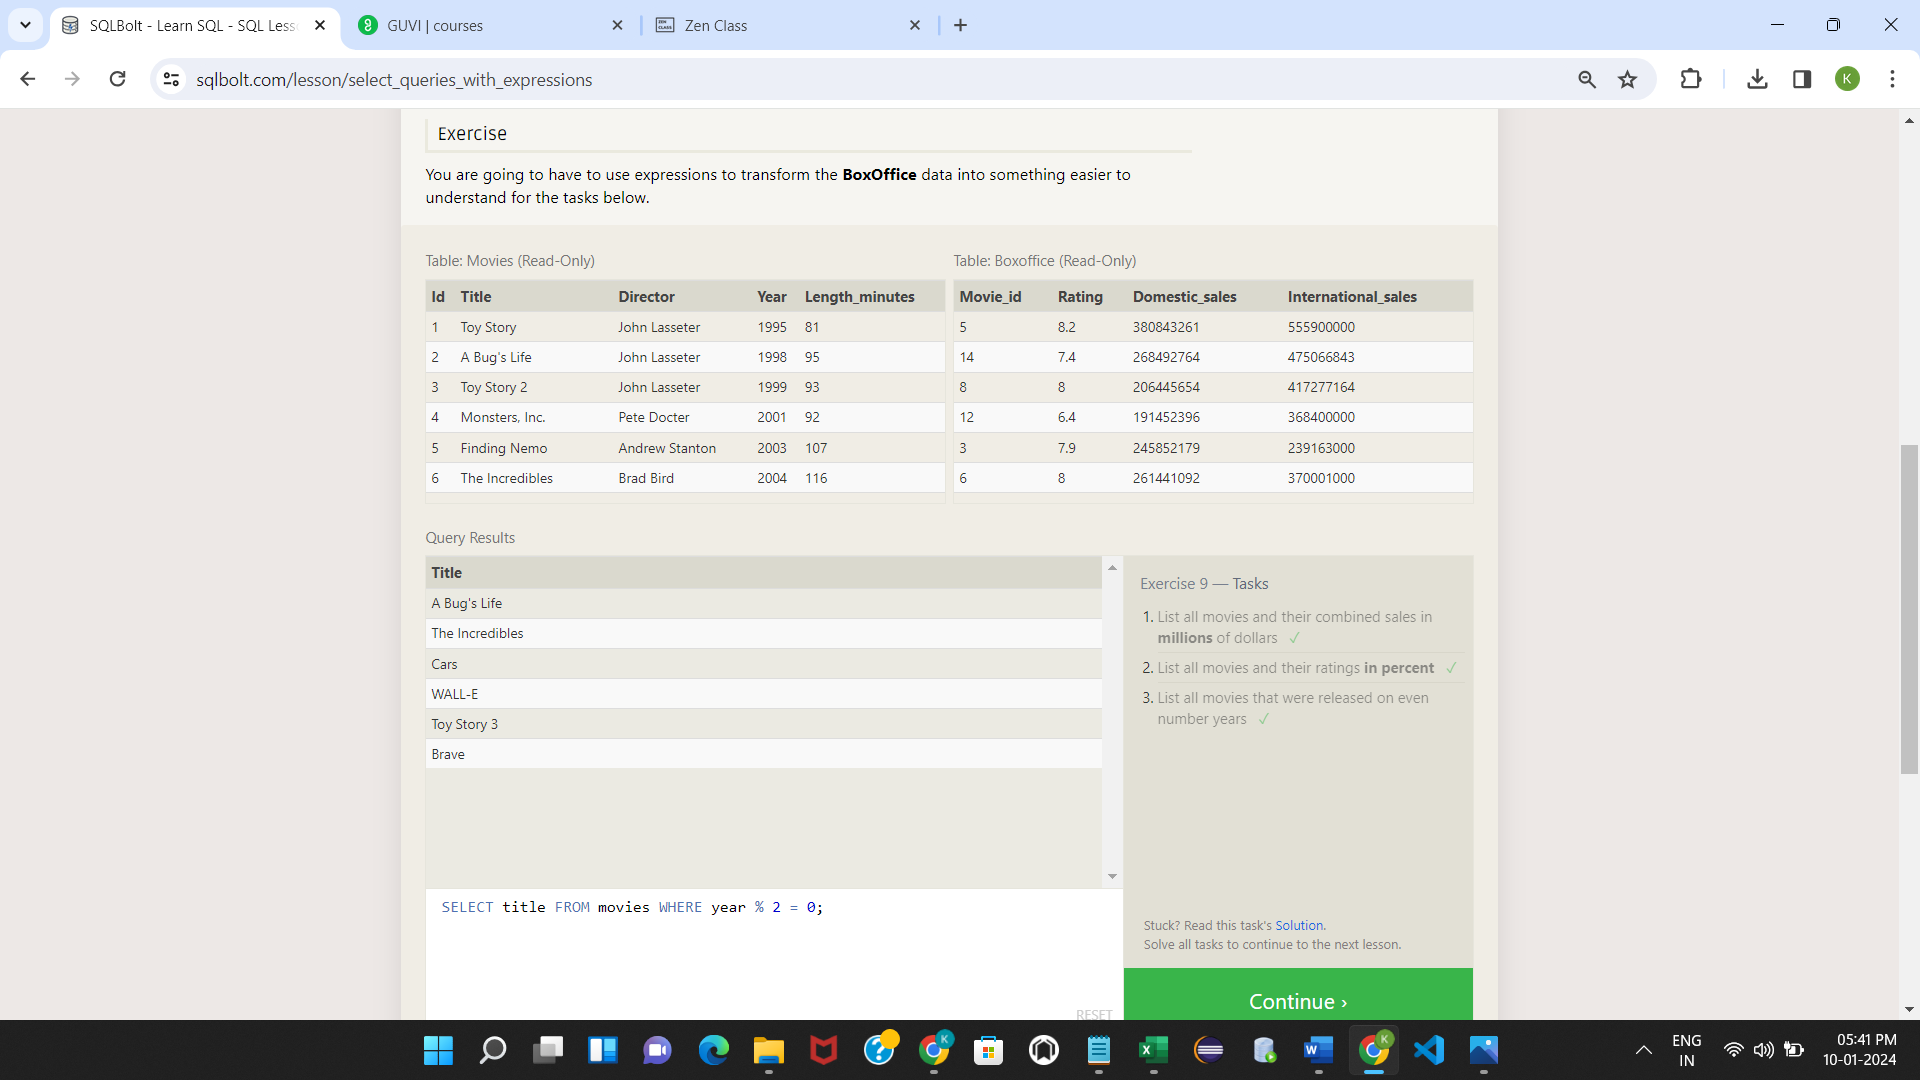 SQLBolt - Learn SQL - SQL Less
GUVI | courses
Zen Class
sqlbolt.com/lesson/select_queries_with_expressions
K
Exercise
You are going to have to use expressions to transform the BoxOffice data into something easier to
understand for the tasks below.
Table: Movies (Read-Only)
Id Title Director Year Length_minutes
1 Toy Story John Lasseter 1995 81
2 A Bug's Life John Lasseter 1998 95
3 Toy Story 2 John Lasseter 1999 93
4 Monsters, Inc. Pete Docter 2001 92
5 Finding Nemo Andrew Stanton 2003 107
6 The Incredibles Brad Bird 2004 116
Table: Boxoffice (Read-Only)
Movie_id Rating Domestic_sales International_sales
5 8.2 380843261 555900000
14 7.4 268492764 475066843
8 8 206445654 417277164
12 6.4 191452396 368400000
3 7.9 245852179 239163000
6 8 261441092 370001000
Query Results
Title
A Bug's Life
The Incredibles
Cars
WALL-E
Toy Story 3
Brave
SELECT title FROM movies WHERE year % 2 = 0;
RESET
Exercise 9 — Tasks
1. List all movies and their combined sales in
millions of dollars ✓
2. List all movies and their ratings in percent ✓
3. List all movies that were released on even
number years ✓
Stuck? Read this task's Solution.
Solve all tasks to continue to the next lesson.
Continue ›
ENG
IN
05:41 PM
10-01-2024